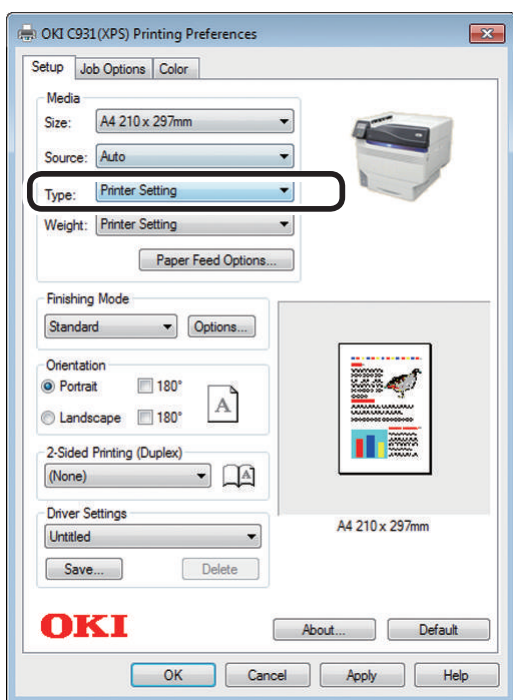 OKI C931(XPS) Printing Preferences
Setup Job Options Color
Media
Size: A4 210 x 297mm
Source: Auto
Type: Printer Setting
Weight: Printer Setting
Paper Feed Options...
Finishing Mode
Standard Options...
Orientation
Portrait 180°
Landscape 180°
A
2-Sided Printing (Duplex)
(None)
A
Driver Settings
Untitled
Save... Delete
A4 210 x 297mm
OKI
About... Default
OK Cancel Apply Help